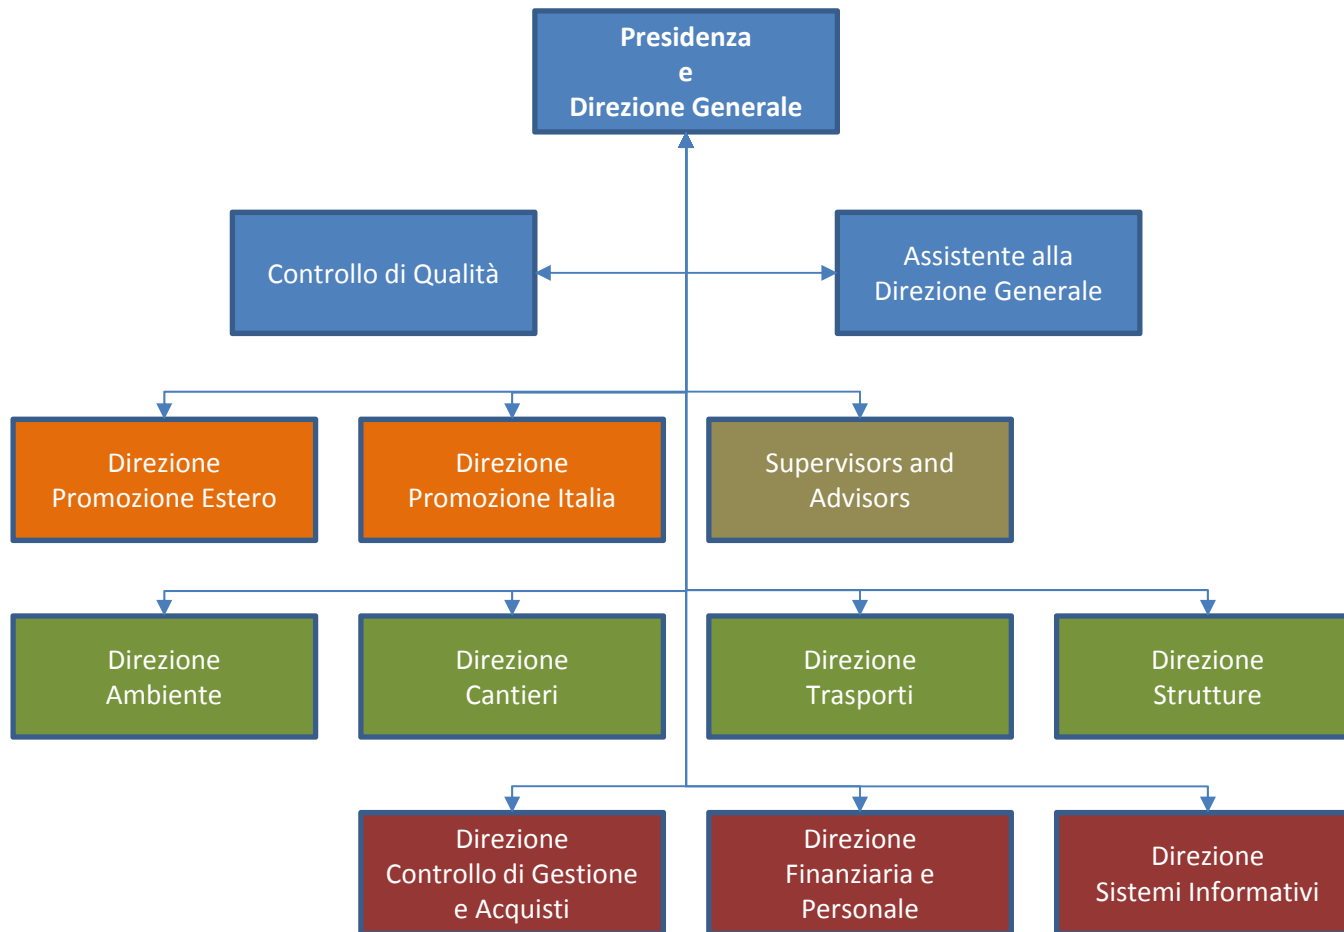 Presidenza
e
Direzione Generale
Controllo di Qualità
Assistente alla
Direzione Generale
Direzione
Promozione Estero
Direzione
Promozione Italia
Supervisors and
Advisors
Direzione
Ambiente
Direzione
Cantieri
Direzione
Trasporti
Direzione
Strutture
Direzione
Controllo di Gestione
e Acquisti
Direzione
Finanziaria e
Personale
Direzione
Sistemi Informativi